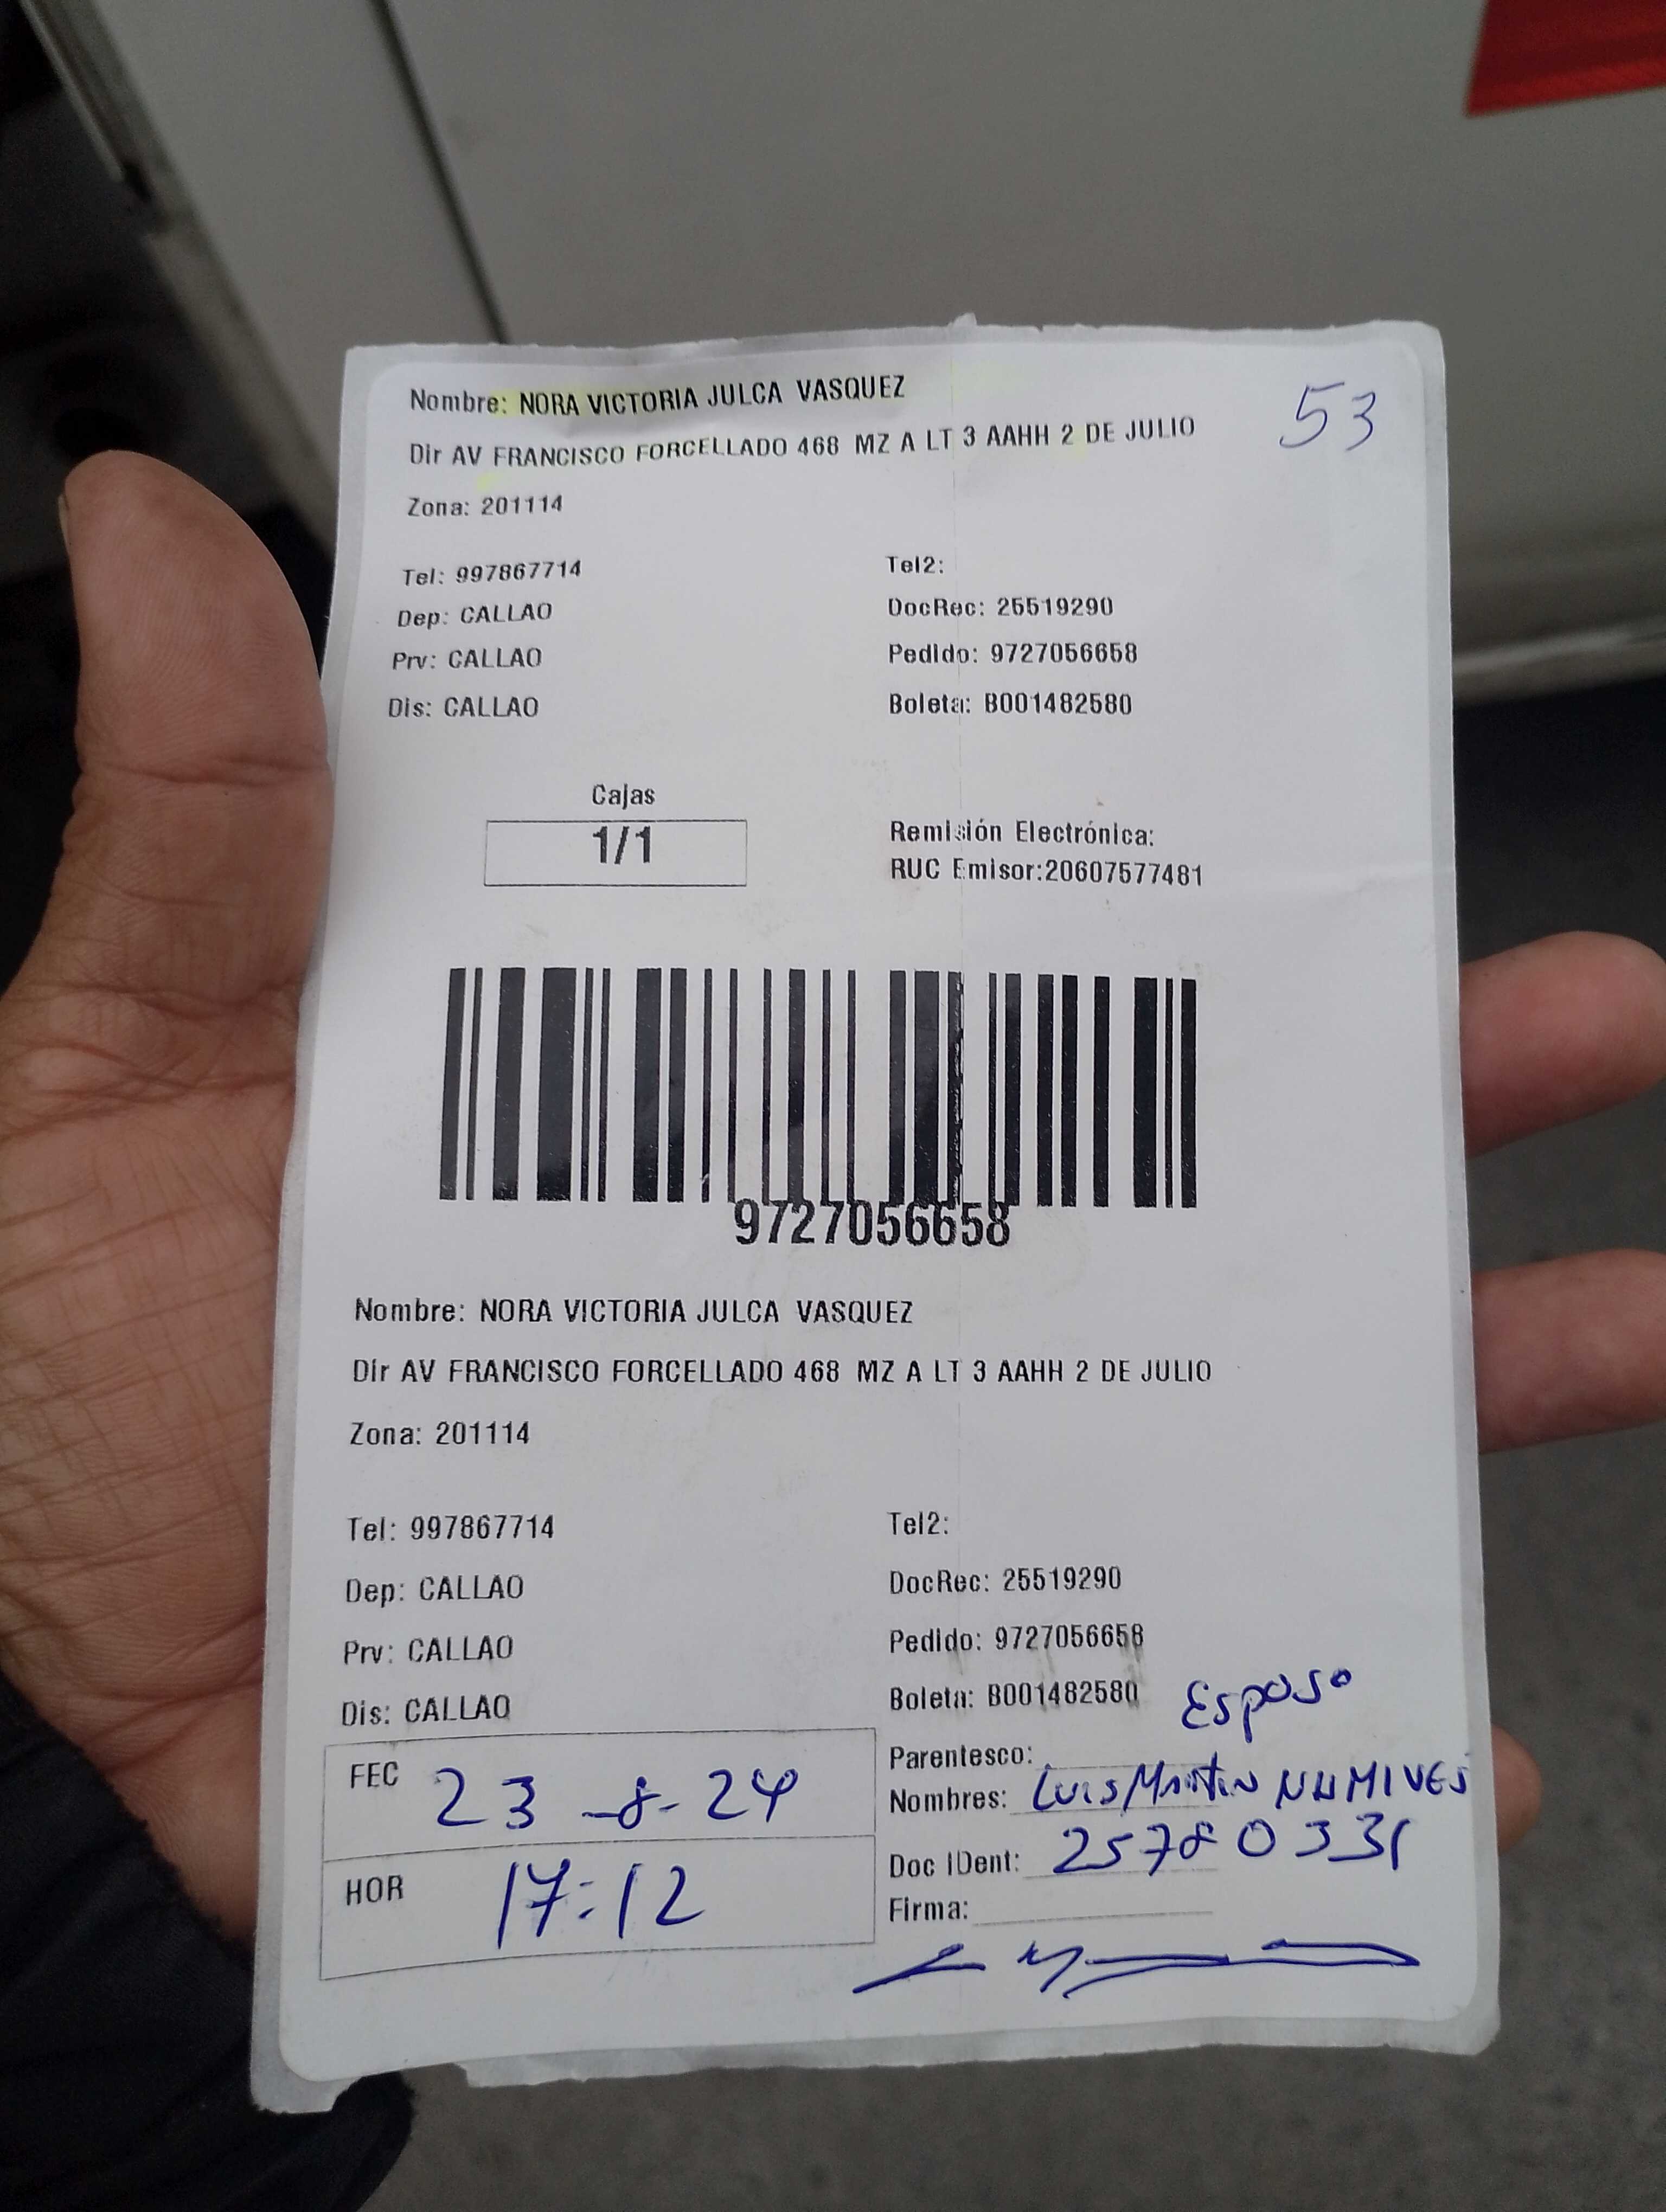 Nombre: NORA VICTORIA JULCA VASQUEZ
53
Dir AV FRANCISCO FORCELLADO 468 MZ A LT 3 AAHH 2 DE JULIO
Zona: 201114
Tel: 997867714
Tel2:
Dep: CALLAO
DocRec: 25519290
Prv: CALLAO
Pedido: 9727056658
Dis: CALLAO
Boleta: B001482580
Cajas
1/1
Remisión Electrónica:
RUC Emisor:20607577481
9727056658
Nombre: NORA VICTORIA JULCA VASQUEZ
Dir AV FRANCISCO FORCELLADO 468 MZ A LT 3 AAHH 2 DE JULIO
Zona: 201114
Tel: 997867714
Tel2:
Dep: CALLAO
DocRec: 25519290
Prv: CALLAO
Pedido: 9727056658
Dis: CALLAO
Boleta: B001482580
Esposo
FEC 23-8-24
Parentesco:
Nombres: Luis Martin
HOR 17:12
Doc IDent: 25780331
Firma: